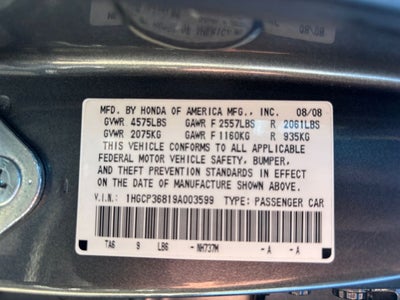 MFD. BY HONDA OF AMERICA MFG., INC. 08/08
GVWR 4575LBS GAWR F 2557LBS R 2061LBS
GVWR 2075KG GAWR F 1160KG R 935KG
THIS VEHICLE CONFORMS TO ALL APPLICABLE
FEDERAL MOTOR VEHICLE SAFETY, BUMPER,
AND THEFT PREVENTION STANDARDS IN EFFECT
ON THE DATE OF MANUFACTURE SHOWN ABOVE.
V.I.N.: 1HGCP36819A003599 TYPE: PASSENGER CAR
TA6 9 LBS - NH737M - A - A